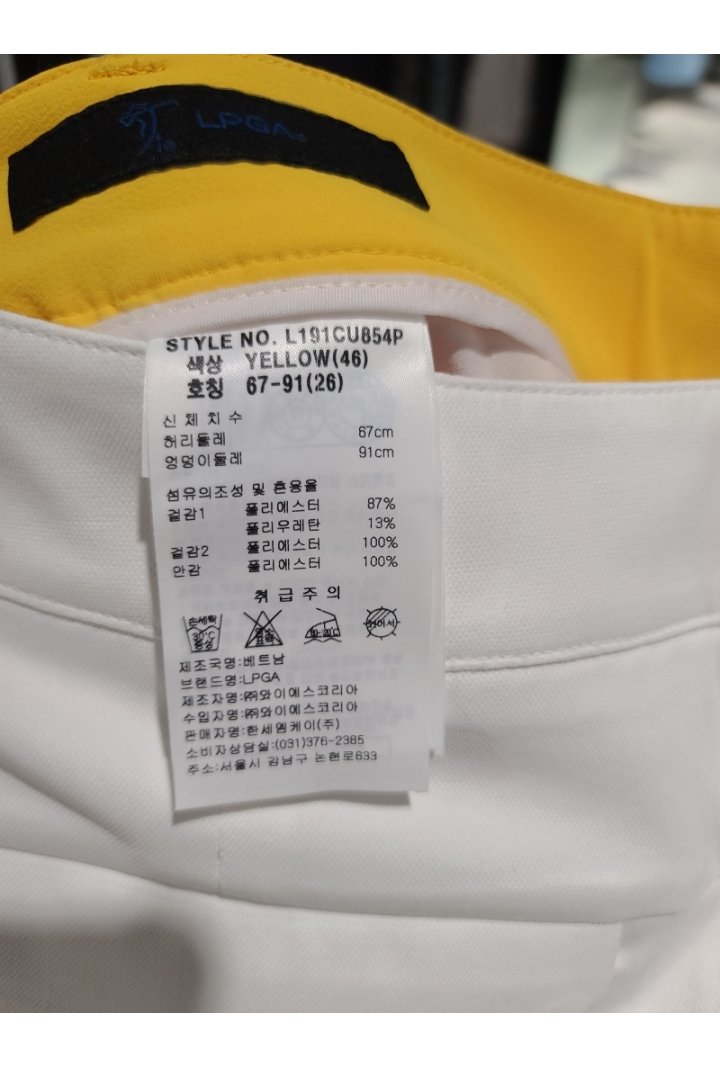 LPGA
STYLE NO. L191CU854P
색상 YELLOW(46)
호칭 67-91(26)
신체치수
허리둘레 67cm
엉덩이둘레 91cm
섬유의조성 및 혼용율
겉감1 폴리에스터 87%
폴리우레탄 13%
겉감2 폴리에스터 100%
안감 폴리에스터 100%
취급주의
손세탁
30℃
중성
제조국명:베트남
브랜드명:LPGA
제조자명:㈜와이에스코리아
수입자명:㈜와이에스코리아
판매자명:한세엠케이(주)
소비자상담실:(031)376-2385
주소:서울시 강남구 논현로633